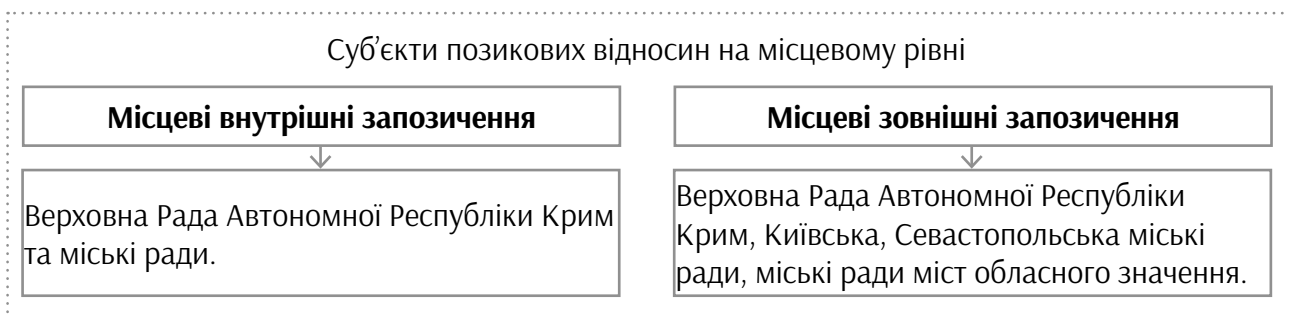 Суб’єкти позикових відносин на місцевому рівні
Місцеві внутрішні запозичення
Верховна Рада Автономної Республіки Крим
та міські ради.
Місцеві зовнішні запозичення
Верховна Рада Автономної Республіки
Крим, Київська, Севастопольська міські
ради, міські ради міст обласного значення.